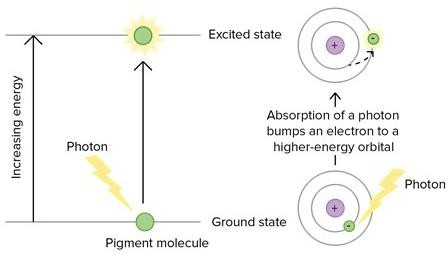 Excited state
Increasing energy
Photon
Ground state
Pigment molecule
+
-
Absorption of a photon
bumps an electron to a
higher-energy orbital
Photon
+
-